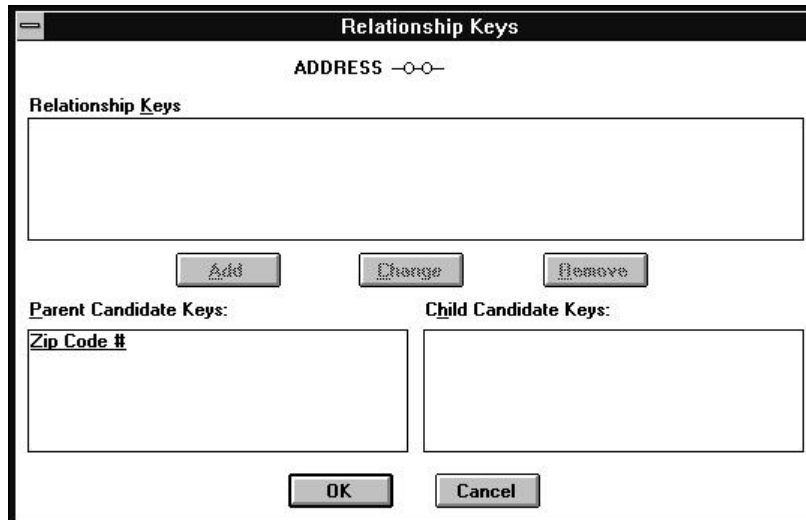 Relationship Keys
ADDRESS
Relationship Keys
Add Change Remove
Parent Candidate Keys: Child Candidate Keys:
Zip Code #
OK Cancel